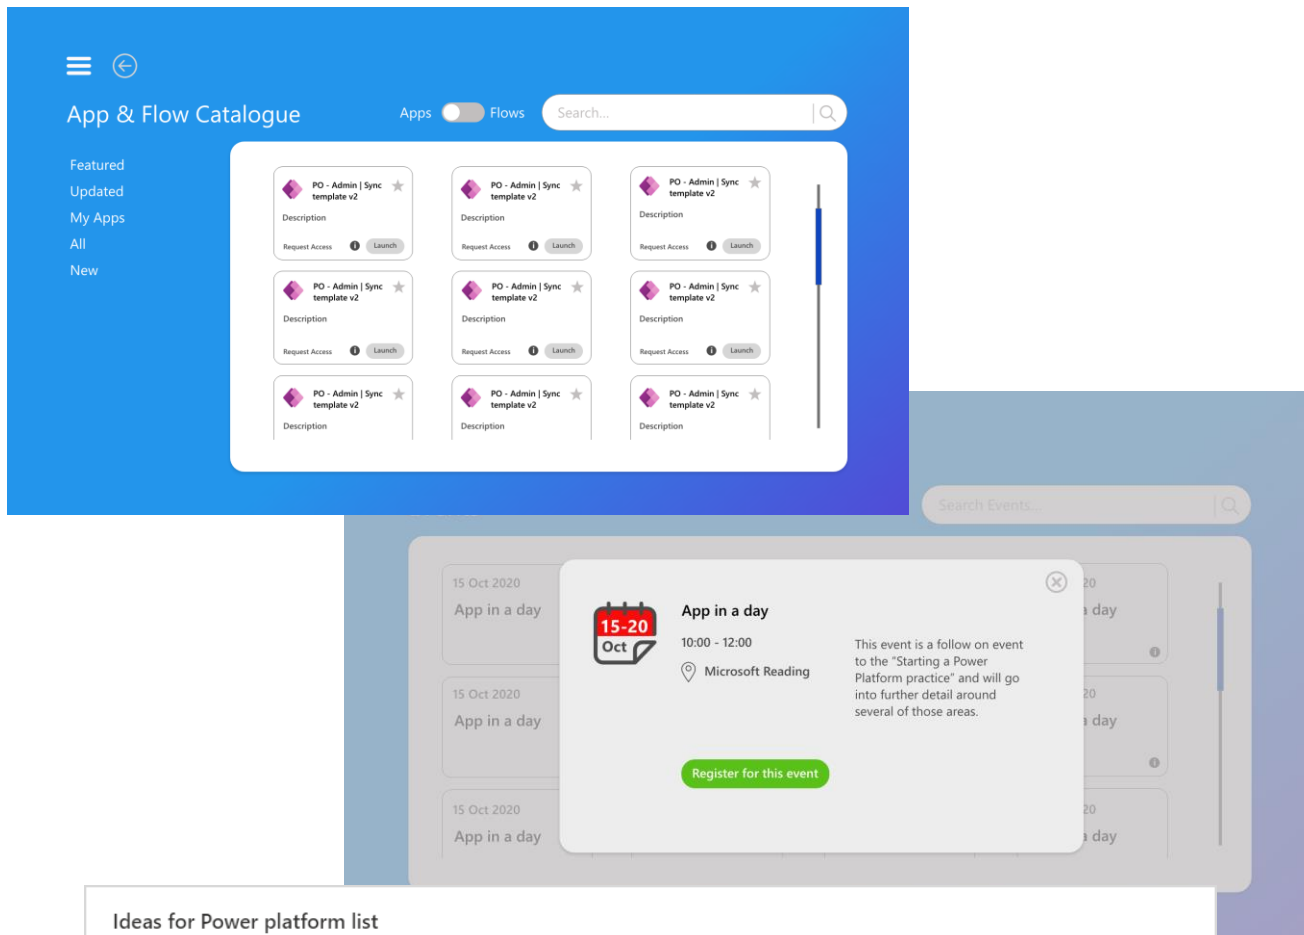 App & Flow Catalogue
Apps Flows Search...
Featured
Updated
My Apps
All
New
PO - Admin | Sync
template v2
Description
Request Access Launch
PO - Admin | Sync
template v2
Description
Request Access Launch
PO - Admin | Sync
template v2
Description
Request Access Launch
PO - Admin | Sync
template v2
Description
Request Access Launch
PO - Admin | Sync
template v2
Description
Request Access Launch
PO - Admin | Sync
template v2
Description
Request Access Launch
PO - Admin | Sync
template v2
Description
PO - Admin | Sync
template v2
Description
PO - Admin | Sync
template v2
Description
Search Events...
15 Oct 2020
App in a day
15 Oct 2020
App in a day
15 Oct 2020
App in a day
15-20
Oct
App in a day
10:00 - 12:00
Microsoft Reading
This event is a follow on event
to the "Starting a Power
Platform practice" and will go
into further detail around
several of those areas.
Register for this event
20
a day
20
a day
20
a day
Ideas for Power platform list